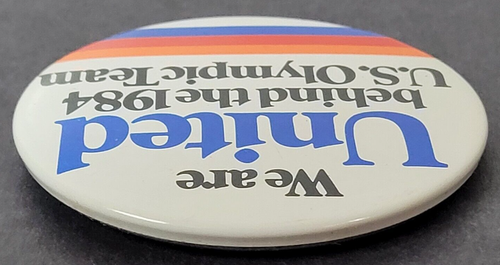 We are
United
behind the 1984
U.S. Olympic Team